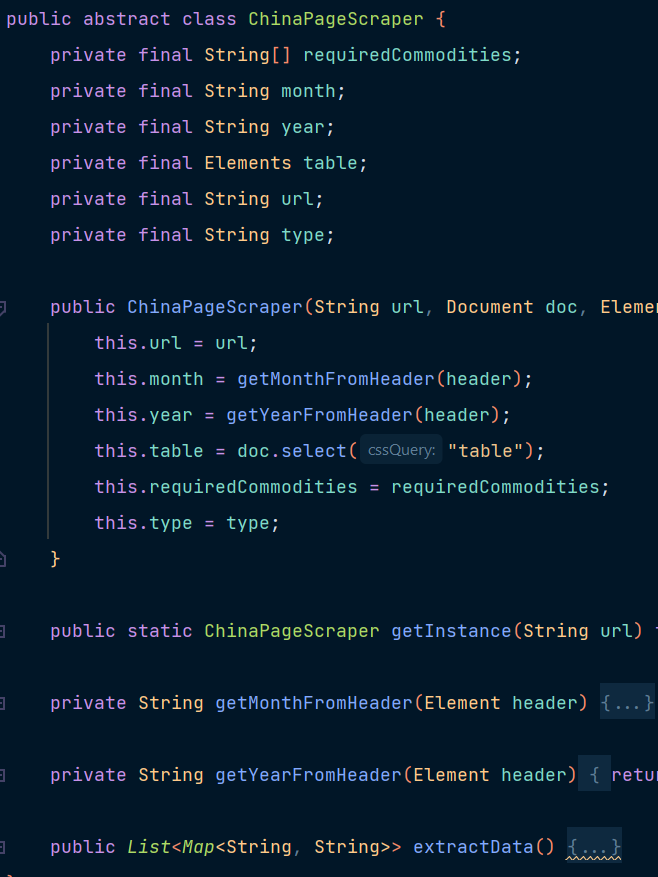 public abstract class ChinaPageScraper {
private final String[] requiredCommodities;
private final String month;
private final String year;
private final Elements table;
private final String url;
private final String type;
public ChinaPageScraper(String url, Document doc, Elemen
this.url = url;
this.month = getMonthFromHeader(header);
this.year = getYearFromHeader(header);
this.table = doc.select( cssQuery: "table");
this.requiredCommodities = requiredCommodities;
this.type = type;
}
public static ChinaPageScraper getInstance(String url)
private String getMonthFromHeader(Element header) {...}
private String getYearFromHeader(Element header) { retur
public List<Map<String, String>> extractData() {...}